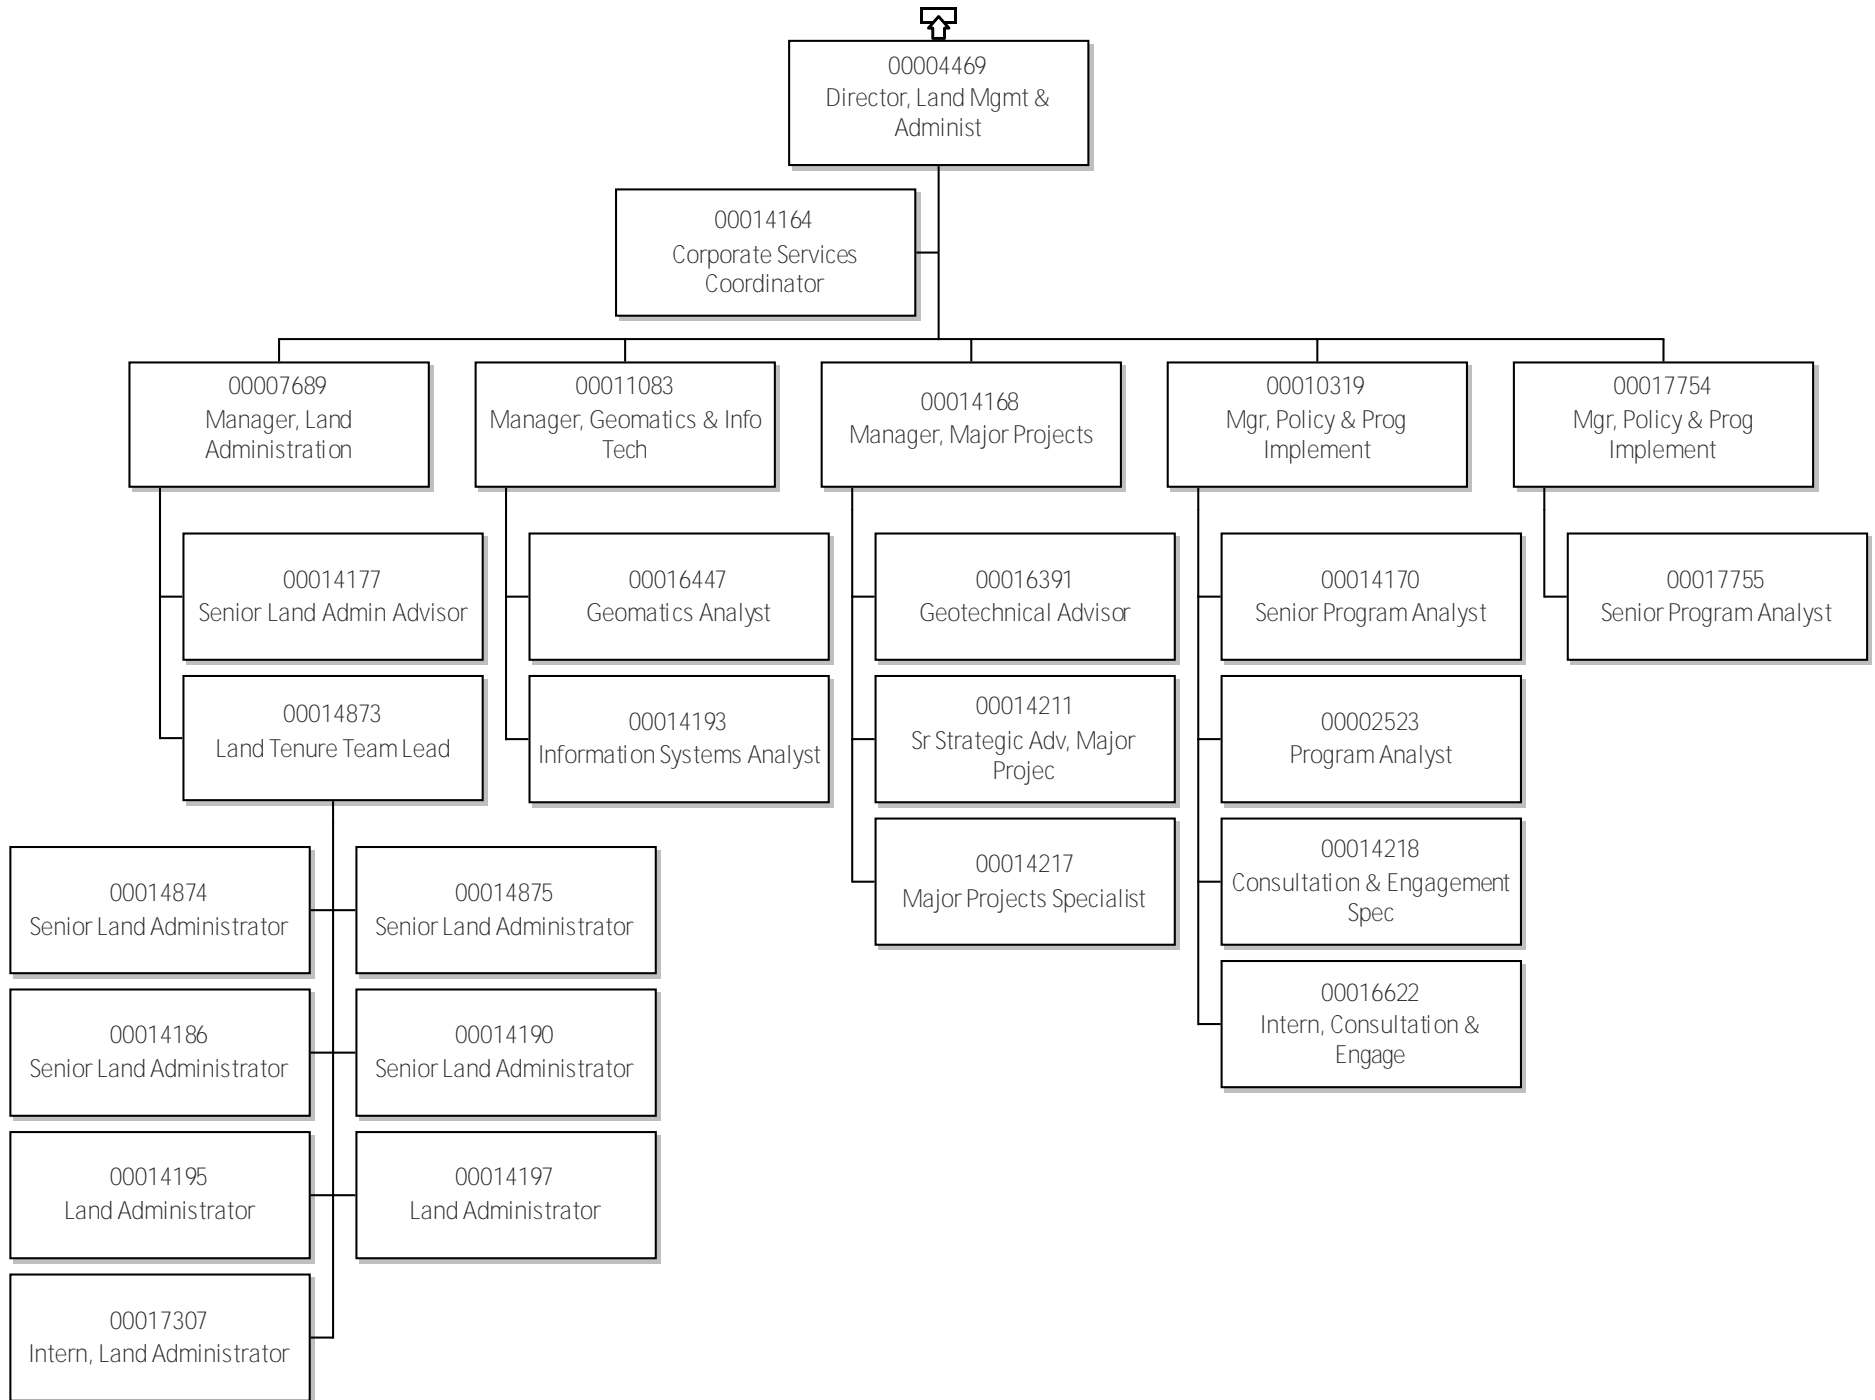 00004469
Director, Land Mgmt &
Administ
00014164
Corporate Services
Coordinator
00007689
Manager, Land
Administration
00011083
Manager, Geomatics & Info
Tech
00014168
Manager, Major Projects
00010319
Mgr, Policy & Prog
Implement
00017754
Mgr, Policy & Prog
Implement
00014177
Senior Land Admin Advisor
00016447
Geomatics Analyst
00016391
Geotechnical Advisor
00014170
Senior Program Analyst
00017755
Senior Program Analyst
00014873
Land Tenure Team Lead
00014193
Information Systems Analyst
00014211
Sr Strategic Adv, Major
Projec
00002523
Program Analyst
00014874
Senior Land Administrator
00014875
Senior Land Administrator
00014217
Major Projects Specialist
00014218
Consultation & Engagement
Spec
00014186
Senior Land Administrator
00014190
Senior Land Administrator
00016622
Intern, Consultation &
Engage
00014195
Land Administrator
00014197
Land Administrator
00017307
Intern, Land Administrator